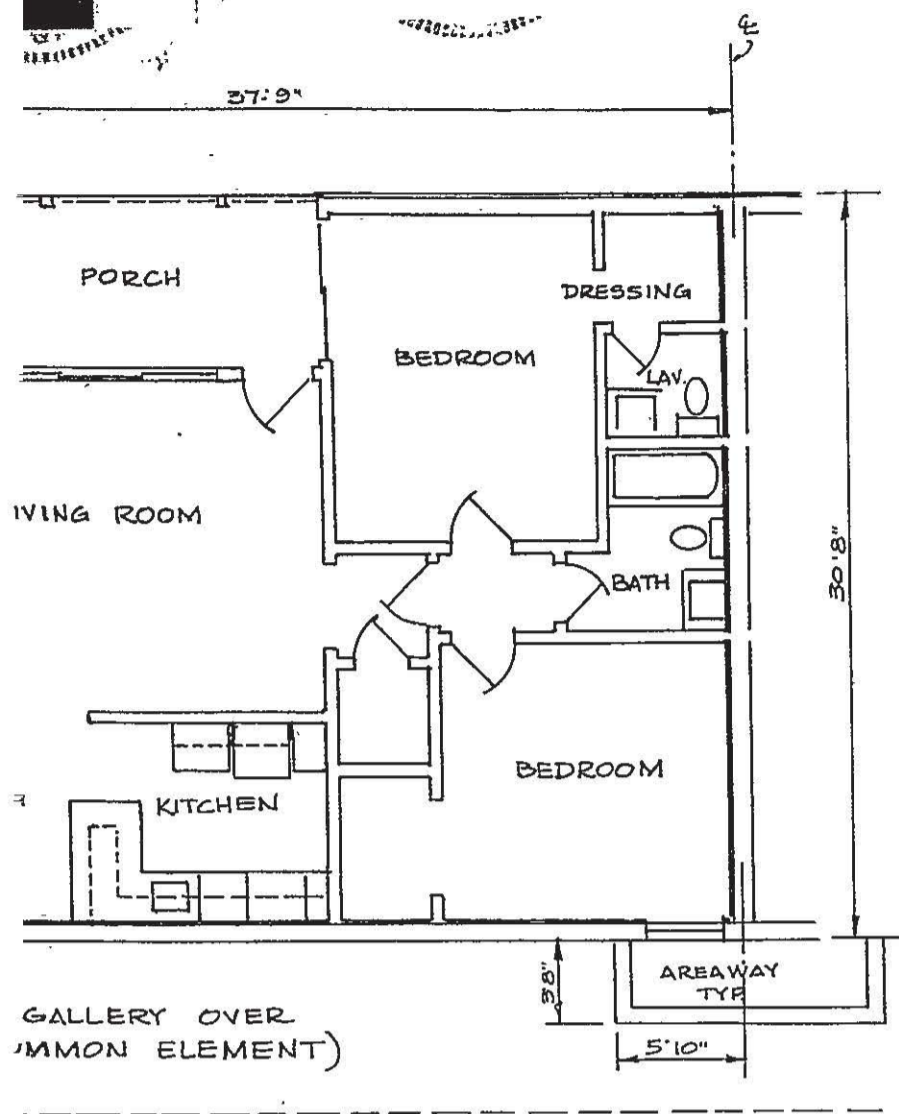 ℄
37'-9"
PORCH
DRESSING
BEDROOM
LAV.
IVING ROOM
30'8"
BATH
BEDROOM
KITCHEN
3'8"
AREAWAY
TYP.
GALLERY OVER
MMON ELEMENT)
5'10"